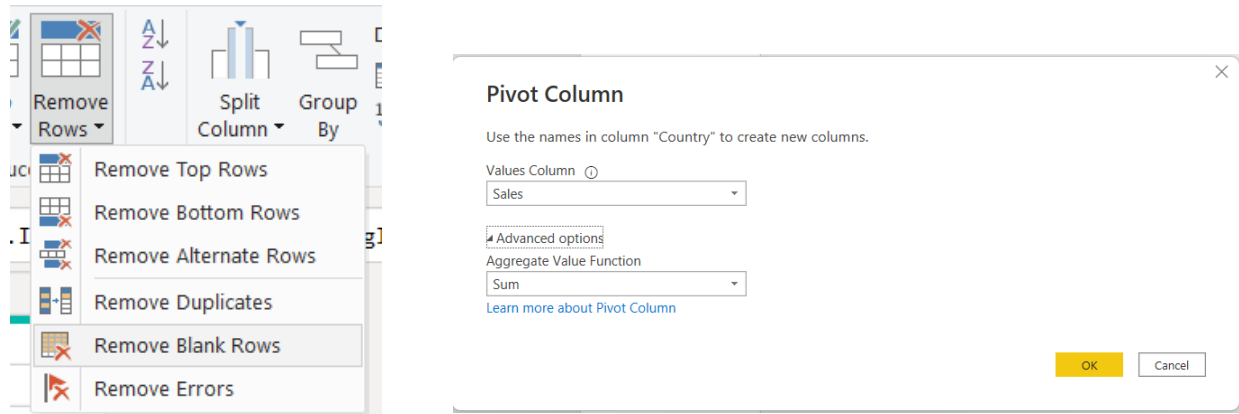 Remove
Rows
A
Z
Z
A
Split
Column
Group
By
1
uc
.I
Remove Top Rows
Remove Bottom Rows
Remove Alternate Rows
Remove Duplicates
Remove Blank Rows
Remove Errors
Pivot Column
Use the names in column "Country" to create new columns.
Values Column
Sales
Advanced options
Aggregate Value Function
Sum
Learn more about Pivot Column
OK
Cancel